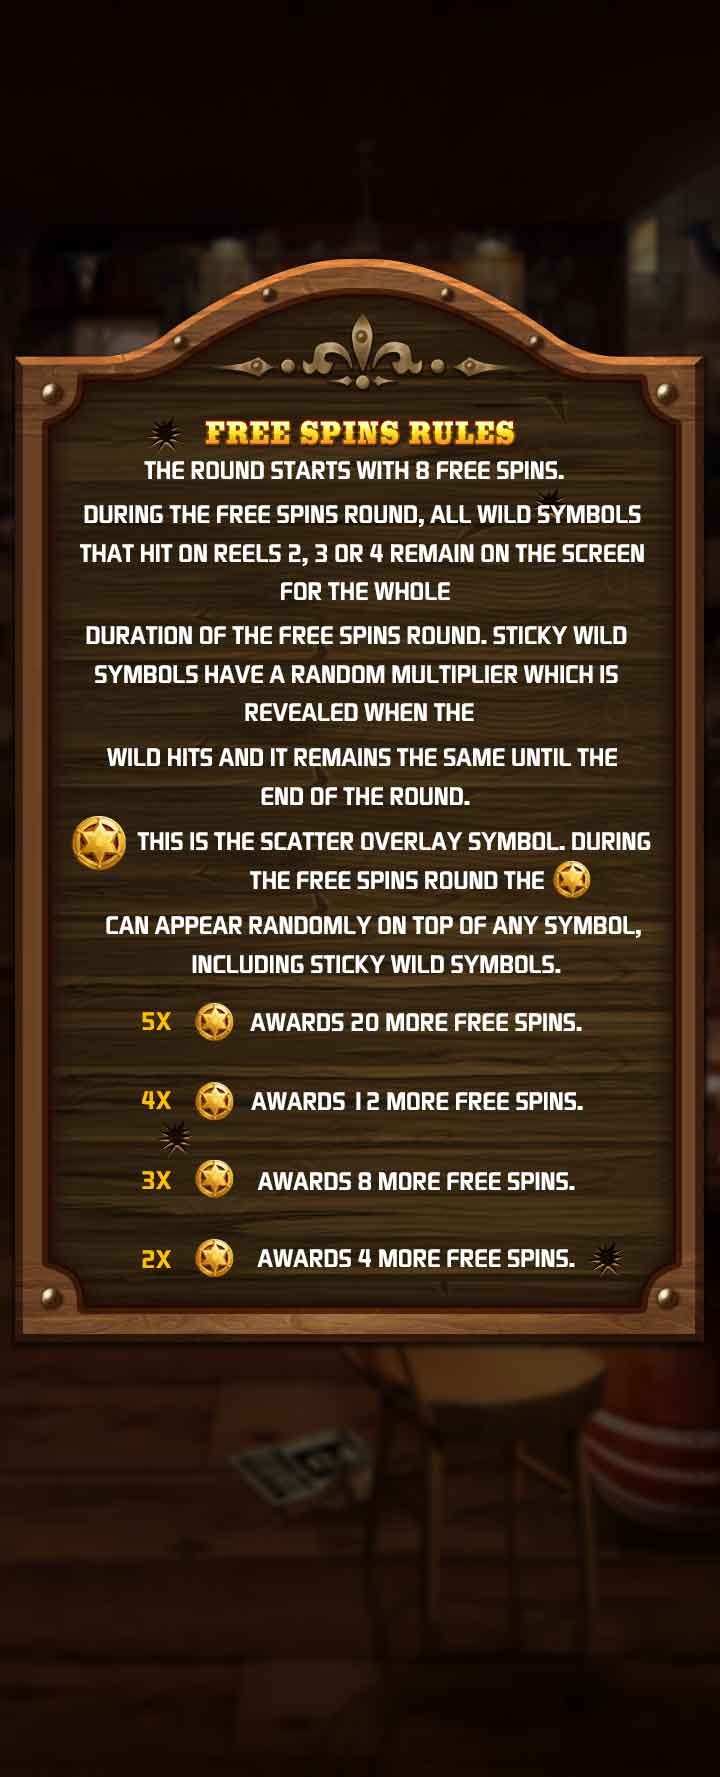 FREE SPINS RULES
THE ROUND STARTS WITH 8 FREE SPINS.
DURING THE FREE SPINS ROUND, ALL WILD SYMBOLS
THAT HIT ON REELS 2, 3 OR 4 REMAIN ON THE SCREEN
FOR THE WHOLE
DURATION OF THE FREE SPINS ROUND. STICKY WILD
SYMBOLS HAVE A RANDOM MULTIPLIER WHICH IS
REVEALED WHEN THE
WILD HITS AND IT REMAINS THE SAME UNTIL THE
END OF THE ROUND.
THIS IS THE SCATTER OVERLAY SYMBOL. DURING
THE FREE SPINS ROUND THE
CAN APPEAR RANDOMLY ON TOP OF ANY SYMBOL,
INCLUDING STICKY WILD SYMBOLS.
5X AWARDS 20 MORE FREE SPINS.
4X AWARDS 12 MORE FREE SPINS.
3X AWARDS 8 MORE FREE SPINS.
2X AWARDS 4 MORE FREE SPINS.